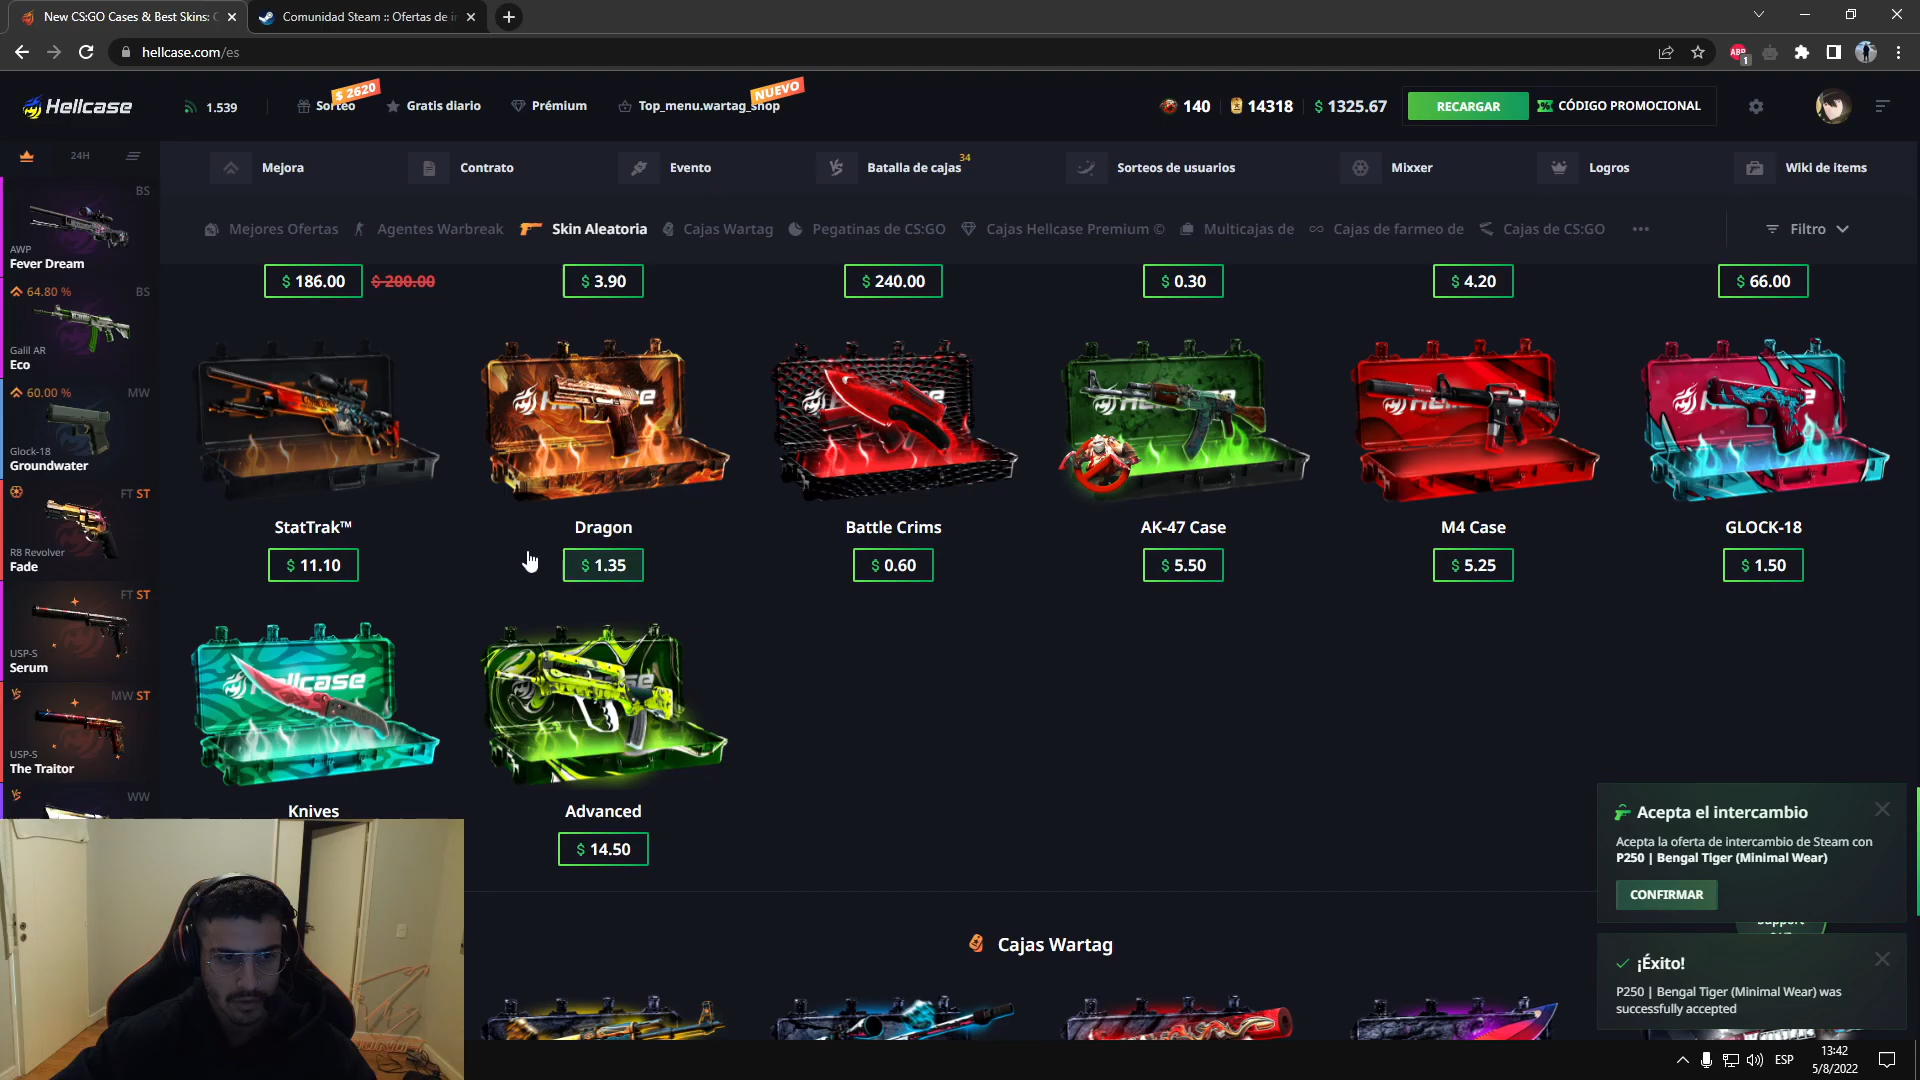 New CS:GO Cases & Best Skins: C
Comunidad Steam :: Ofertas de in
hellcase.com/es
Hellcase
1.539
Sorteo
$ 2620
Gratis diario
Prémium
Top_menu.wartag_shop
NUEVO
140
14318
$ 1325.67
RECARGAR
CÓDIGO PROMOCIONAL
24H
Mejora
Contrato
Evento
Batalla de cajas
34
Sorteos de usuarios
Mixxer
Logros
Wiki de items
Mejores Ofertas
Agentes Warbreak
Skin Aleatoria
Cajas Wartag
Pegatinas de CS:GO
Cajas Hellcase Premium ©
Multicajas de
Cajas de farmeo de
Cajas de CS:GO
Filtro
BS
AWP
Fever Dream
64.80 %
BS
Galil AR
Eco
60.00 %
MW
Glock-18
Groundwater
FT ST
R8 Revolver
Fade
FT ST
USP-S
Serum
MW ST
USP-S
The Traitor
WW
$ 186.00
$ 200.00
$ 3.90
$ 240.00
$ 0.30
$ 4.20
$ 66.00
StatTrak™
$ 11.10
Dragon
$ 1.35
Battle Crims
$ 0.60
AK-47 Case
$ 5.50
M4 Case
$ 5.25
GLOCK-18
$ 1.50
Knives
Advanced
$ 14.50
Cajas Wartag
Acepta el intercambio
Acepta la oferta de intercambio de Steam con
P250 | Bengal Tiger (Minimal Wear)
CONFIRMAR
Support
¡Éxito!
P250 | Bengal Tiger (Minimal Wear) was
successfully accepted
ESP
13:42
5/8/2022